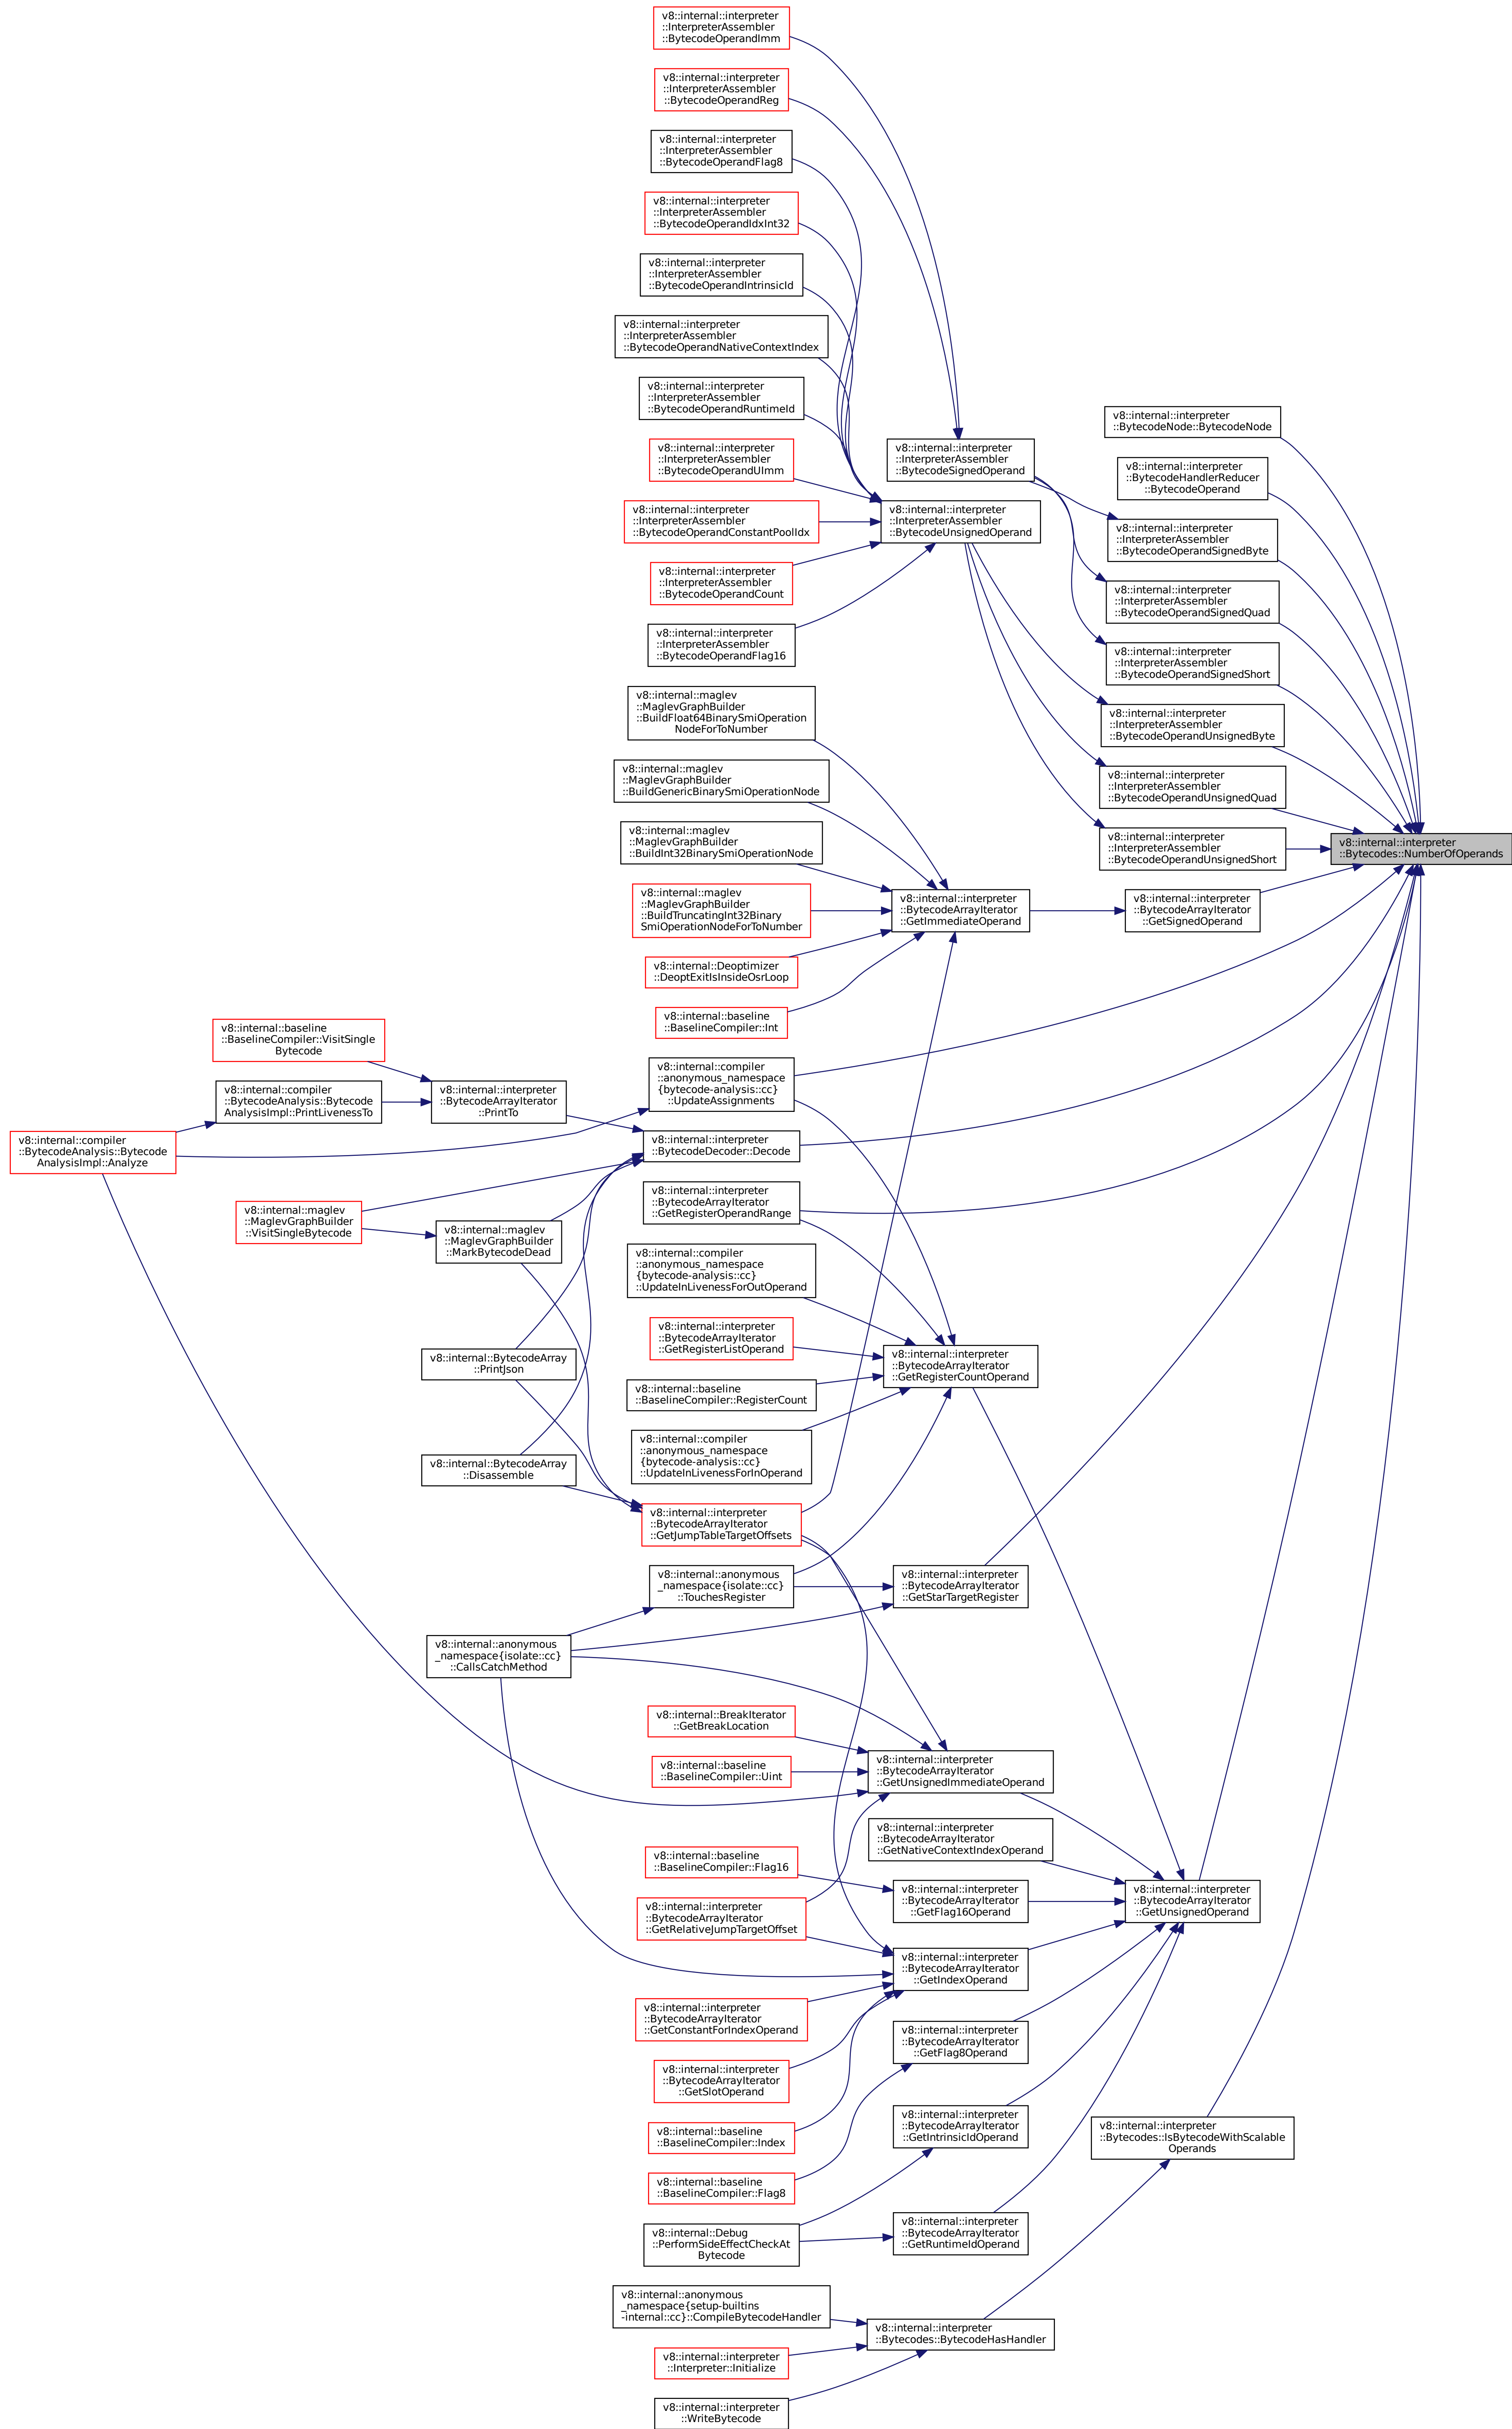 v8::internal::interpreter
::InterpreterAssembler
::BytecodeOperandImm
v8::internal::interpreter
::InterpreterAssembler
::BytecodeOperandReg
v8::internal::interpreter
::InterpreterAssembler
::BytecodeOperandFlag8
v8::internal::interpreter
::InterpreterAssembler
::BytecodeOperandIdxInt32
v8::internal::interpreter
::InterpreterAssembler
::BytecodeOperandIntrinsicId
v8::internal::interpreter
::InterpreterAssembler
::BytecodeOperandNativeContextIndex
v8::internal::interpreter
::InterpreterAssembler
::BytecodeOperandRuntimeId
v8::internal::interpreter
::InterpreterAssembler
::BytecodeOperandUImm
v8::internal::interpreter
::InterpreterAssembler
::BytecodeOperandConstantPoolIdx
v8::internal::interpreter
::InterpreterAssembler
::BytecodeOperandCount
v8::internal::interpreter
::InterpreterAssembler
::BytecodeOperandFlag16
v8::internal::interpreter
::InterpreterAssembler
::BytecodeSignedOperand
v8::internal::interpreter
::InterpreterAssembler
::BytecodeUnsignedOperand
v8::internal::interpreter
::BytecodeNode::BytecodeNode
v8::internal::interpreter
::BytecodeHandlerReducer
::BytecodeOperand
v8::internal::interpreter
::InterpreterAssembler
::BytecodeOperandSignedByte
v8::internal::interpreter
::InterpreterAssembler
::BytecodeOperandSignedQuad
v8::internal::interpreter
::InterpreterAssembler
::BytecodeOperandSignedShort
v8::internal::interpreter
::InterpreterAssembler
::BytecodeOperandUnsignedByte
v8::internal::interpreter
::InterpreterAssembler
::BytecodeOperandUnsignedQuad
v8::internal::interpreter
::InterpreterAssembler
::BytecodeOperandUnsignedShort
v8::internal::interpreter
::Bytecodes::NumberOfOperands
v8::internal::maglev
::MaglevGraphBuilder
::BuildFloat64BinarySmiOperation
NodeForToNumber
v8::internal::maglev
::MaglevGraphBuilder
::BuildGenericBinarySmiOperationNode
v8::internal::maglev
::MaglevGraphBuilder
::BuildInt32BinarySmiOperationNode
v8::internal::maglev
::MaglevGraphBuilder
::BuildTruncatingInt32Binary
SmiOperationNodeForToNumber
v8::internal::Deoptimizer
::DeoptExitIsInsideOsrLoop
v8::internal::baseline
::BaselineCompiler::Int
v8::internal::interpreter
::BytecodeArrayIterator
::GetImmediateOperand
v8::internal::interpreter
::BytecodeArrayIterator
::GetSignedOperand
v8::internal::baseline
::BaselineCompiler::VisitSingle
Bytecode
v8::internal::compiler
::BytecodeAnalysis::Bytecode
AnalysisImpl::PrintLivenessTo
v8::internal::compiler
::BytecodeAnalysis::Bytecode
AnalysisImpl::Analyze
v8::internal::interpreter
::BytecodeArrayIterator
::PrintTo
v8::internal::compiler
::anonymous_namespace
{bytecode-analysis::cc}
::UpdateAssignments
v8::internal::interpreter
::BytecodeDecoder::Decode
v8::internal::maglev
::MaglevGraphBuilder
::VisitSingleBytecode
v8::internal::maglev
::MaglevGraphBuilder
::MarkBytecodeDead
v8::internal::interpreter
::BytecodeArrayIterator
::GetRegisterOperandRange
v8::internal::compiler
::anonymous_namespace
{bytecode-analysis::cc}
::UpdateInLivenessForOutOperand
v8::internal::interpreter
::BytecodeArrayIterator
::GetRegisterListOperand
v8::internal::baseline
::BaselineCompiler::RegisterCount
v8::internal::compiler
::anonymous_namespace
{bytecode-analysis::cc}
::UpdateInLivenessForInOperand
v8::internal::interpreter
::BytecodeArrayIterator
::GetRegisterCountOperand
v8::internal::BytecodeArray
::PrintJson
v8::internal::BytecodeArray
::Disassemble
v8::internal::interpreter
::BytecodeArrayIterator
::GetJumpTableTargetOffsets
v8::internal::anonymous
_namespace{isolate::cc}
::TouchesRegister
v8::internal::interpreter
::BytecodeArrayIterator
::GetStarTargetRegister
v8::internal::anonymous
_namespace{isolate::cc}
::CallsCatchMethod
v8::internal::BreakIterator
::GetBreakLocation
v8::internal::baseline
::BaselineCompiler::Uint
v8::internal::interpreter
::BytecodeArrayIterator
::GetUnsignedImmediateOperand
v8::internal::interpreter
::BytecodeArrayIterator
::GetNativeContextIndexOperand
v8::internal::baseline
::BaselineCompiler::Flag16
v8::internal::interpreter
::BytecodeArrayIterator
::GetFlag16Operand
v8::internal::interpreter
::BytecodeArrayIterator
::GetUnsignedOperand
v8::internal::interpreter
::BytecodeArrayIterator
::GetRelativeJumpTargetOffset
v8::internal::interpreter
::BytecodeArrayIterator
::GetIndexOperand
v8::internal::interpreter
::BytecodeArrayIterator
::GetConstantForIndexOperand
v8::internal::interpreter
::BytecodeArrayIterator
::GetFlag8Operand
v8::internal::interpreter
::BytecodeArrayIterator
::GetSlotOperand
v8::internal::baseline
::BaselineCompiler::Index
v8::internal::interpreter
::BytecodeArrayIterator
::GetIntrinsicIdOperand
v8::internal::interpreter
::Bytecodes::IsBytecodeWithScalable
Operands
v8::internal::baseline
::BaselineCompiler::Flag8
v8::internal::Debug
::PerformSideEffectCheckAt
Bytecode
v8::internal::interpreter
::BytecodeArrayIterator
::GetRuntimeIdOperand
v8::internal::anonymous
_namespace{setup-builtins
-internal::cc}::CompileBytecodeHandler
v8::internal::interpreter
::Bytecodes::BytecodeHasHandler
v8::internal::interpreter
::Interpreter::Initialize
v8::internal::interpreter
::WriteBytecode